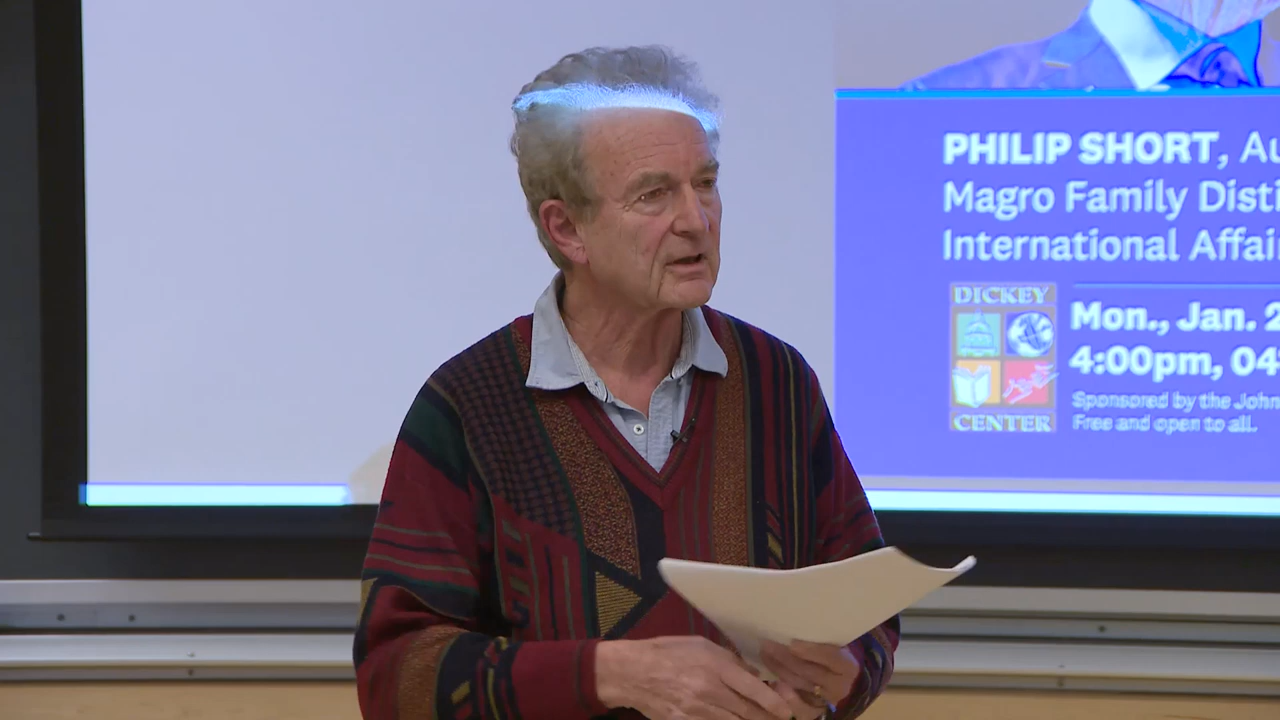 PHILIP SHORT, Au
Magro Family Disti
International Affai
DICKEY
CENTER
Mon., Jan. 2
4:00pm, 04
Sponsored by the John
Free and open to all.